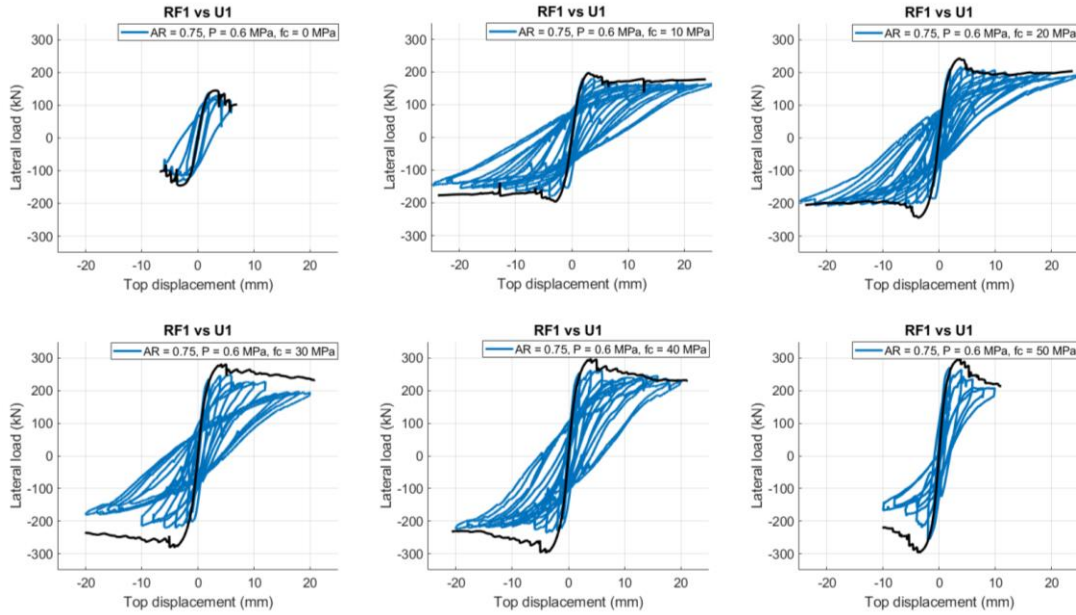 RF1 vs U1
AR = 0.75, P = 0.6 MPa, fc = 0 MPa
300
200
100
0
-100
-200
-300
Lateral load (kN)
-20 -10 0 10 20
Top displacement (mm)
RF1 vs U1
AR = 0.75, P = 0.6 MPa, fc = 10 MPa
300
200
100
0
-100
-200
-300
Lateral load (kN)
-20 -10 0 10 20
Top displacement (mm)
RF1 vs U1
AR = 0.75, P = 0.6 MPa, fc = 20 MPa
300
200
100
0
-100
-200
-300
Lateral load (kN)
-20 -10 0 10 20
Top displacement (mm)
RF1 vs U1
AR = 0.75, P = 0.6 MPa, fc = 30 MPa
300
200
100
0
-100
-200
-300
Lateral load (kN)
-20 -10 0 10 20
Top displacement (mm)
RF1 vs U1
AR = 0.75, P = 0.6 MPa, fc = 40 MPa
300
200
100
0
-100
-200
-300
Lateral load (kN)
-20 -10 0 10 20
Top displacement (mm)
RF1 vs U1
AR = 0.75, P = 0.6 MPa, fc = 50 MPa
300
200
100
0
-100
-200
-300
Lateral load (kN)
-20 -10 0 10 20
Top displacement (mm)